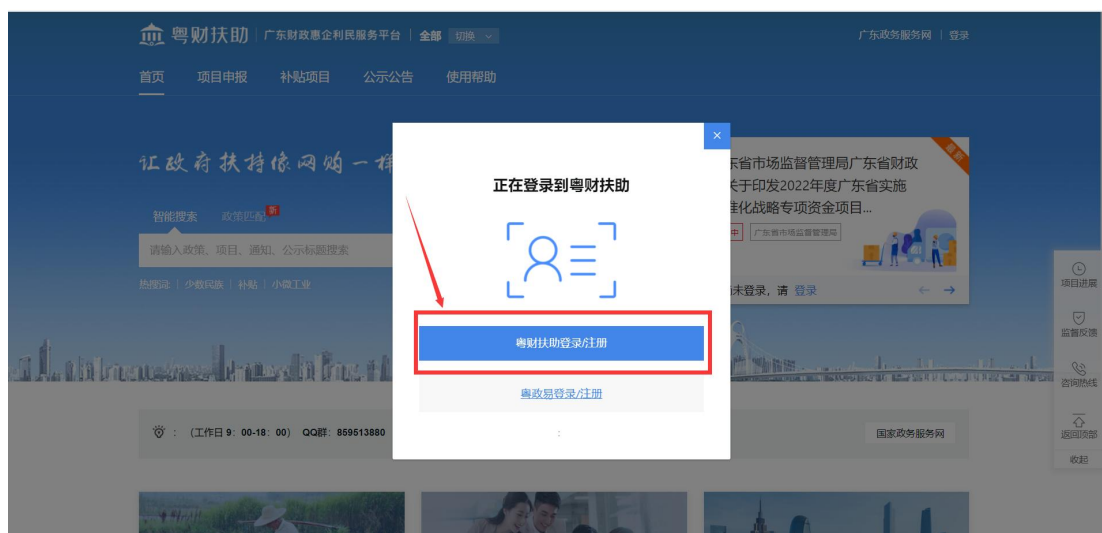 粤财扶助 广东财政惠企利民服务平台 全部 切换
广东政务服务网 登录
首页 项目申报 补贴项目 公示公告 使用帮助
让政府扶持像网购一样
智能搜索 政策匹配 新
请输入政策、项目、通知、公示标题搜索
热搜词: 少数民族 补贴 小微工业
×
正在登录到粤财扶助
粤财扶助登录/注册
粤政易登录/注册
:
东省市场监督管理局广东省财政
关于印发2022年度广东省实施
准化战略专项资金项目...
中 广东省市场监督管理局
尚未登录,请 登录
← →
项目进展
监督反馈
咨询热线
返回顶部
收起
: (工作日 9:00-18:00) QQ群:859513880
国家政务服务网